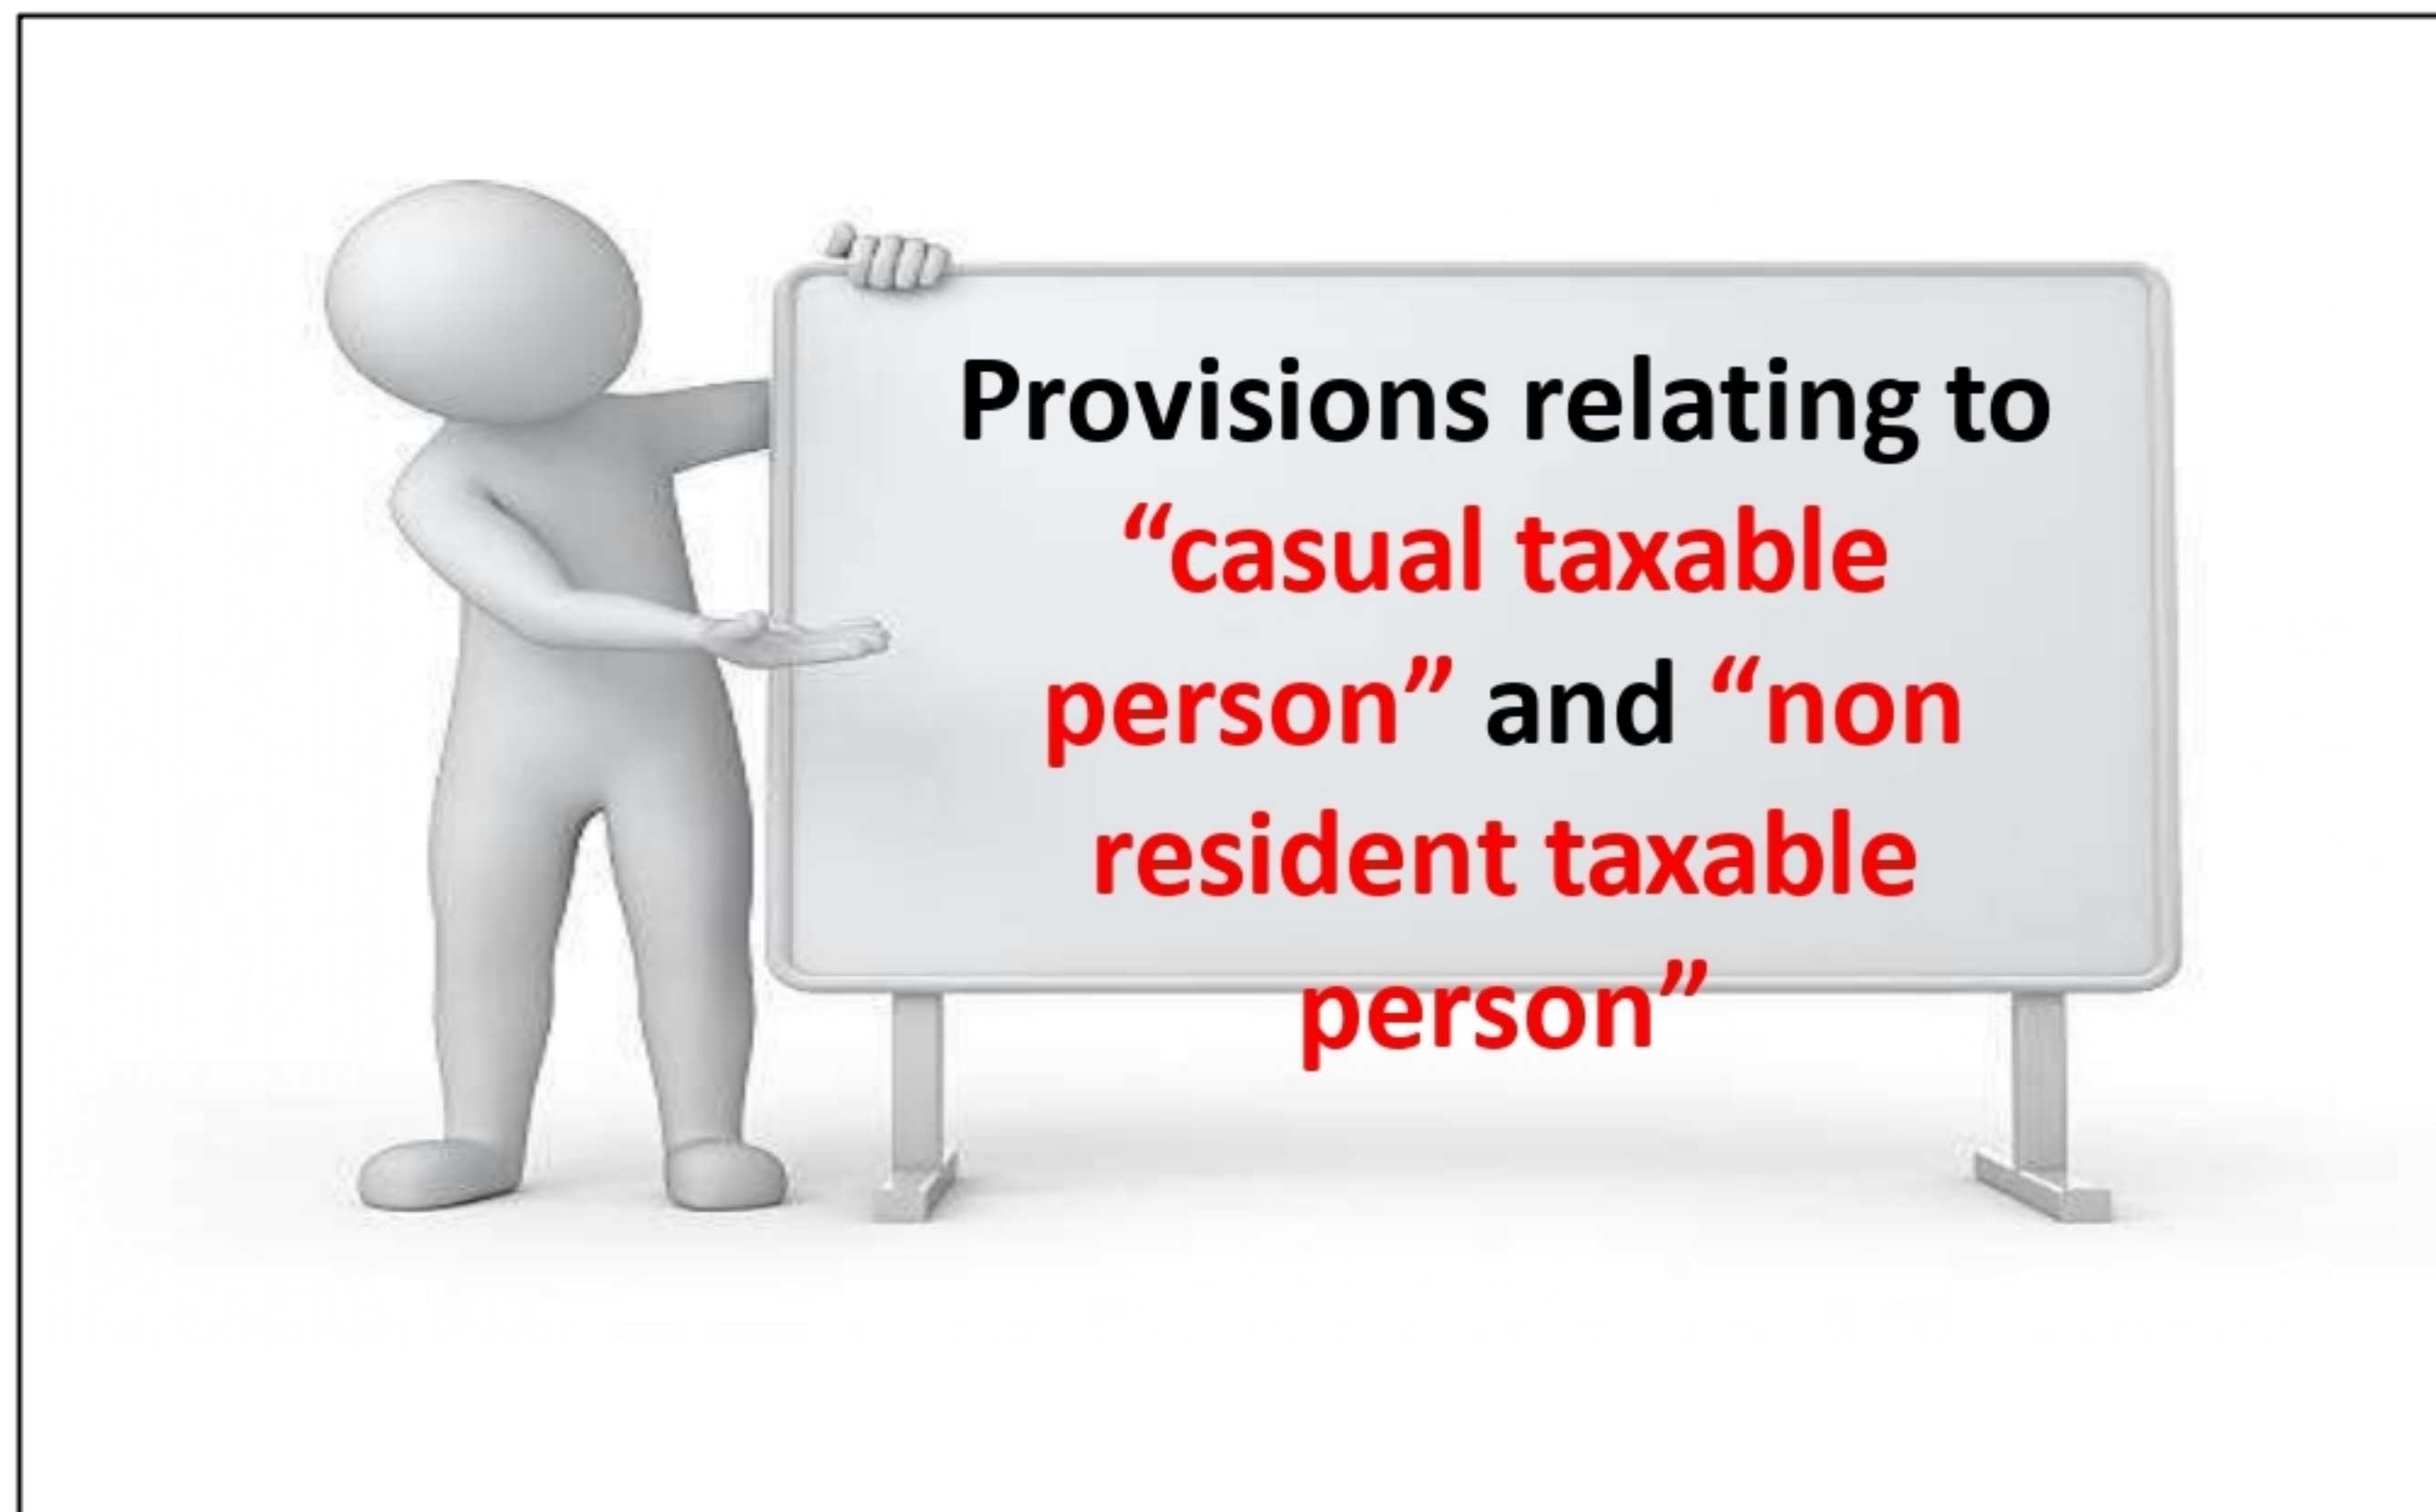 Provisions relating to
“casual taxable
person” and “non
resident taxable
person”